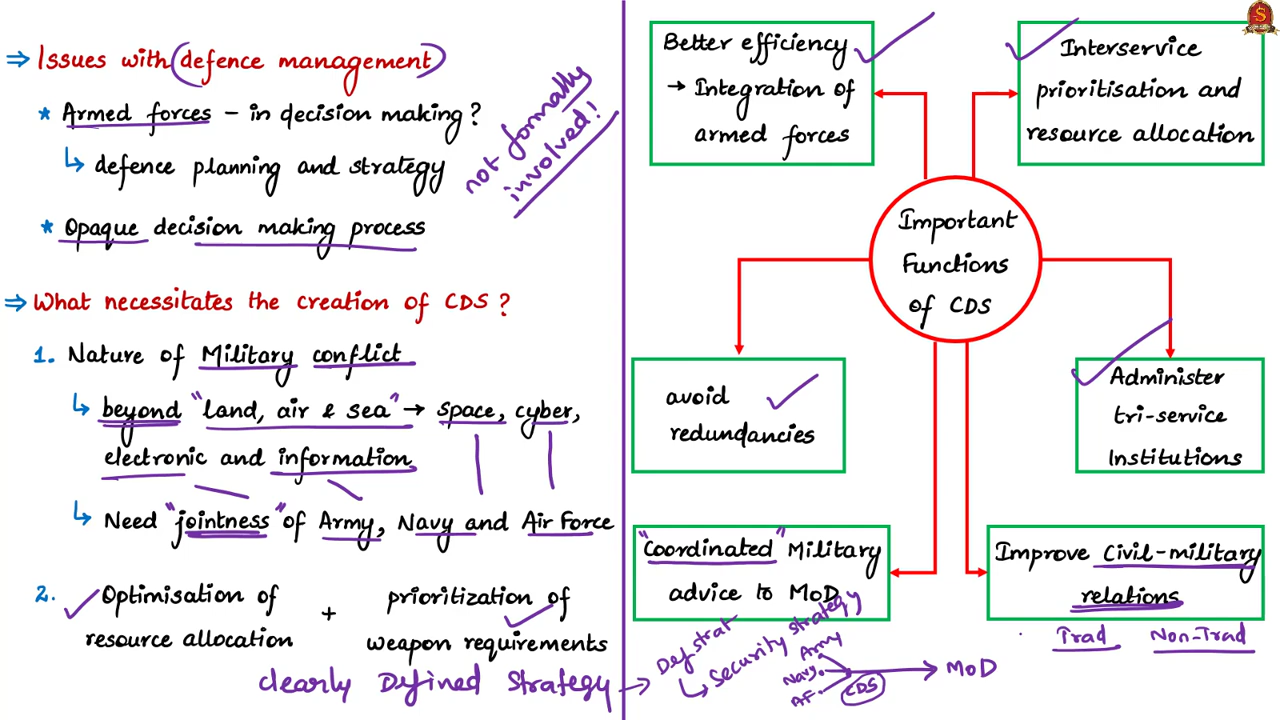 ⇒ Issues with (defence management)
* Armed forces – in decision making?
↳ defence planning and strategy
not formally
involved!
* Opaque decision making process
⇒ What necessitates the creation of CDS?
1. Nature of Military conflict
↳ beyond "land, air & sea" → space, cyber,
electronic and information
↳ Need "jointness" of Army, Navy and Air Force
2. Optimisation of
resource allocation
+
prioritization of
weapon requirements
clearly Defined Strategy →
Def strat
↳ Security strategy
Better efficiency
→ Integration of
armed forces
Interservice
prioritisation and
resource allocation
Important
Functions
of CDS
avoid
redundancies
Administer
tri-service
Institutions
"Coordinated" Military
advice to MoD
Improve civil-military
relations
Trad Non-Trad
Army
Navy
AF
CDS
MoD
S